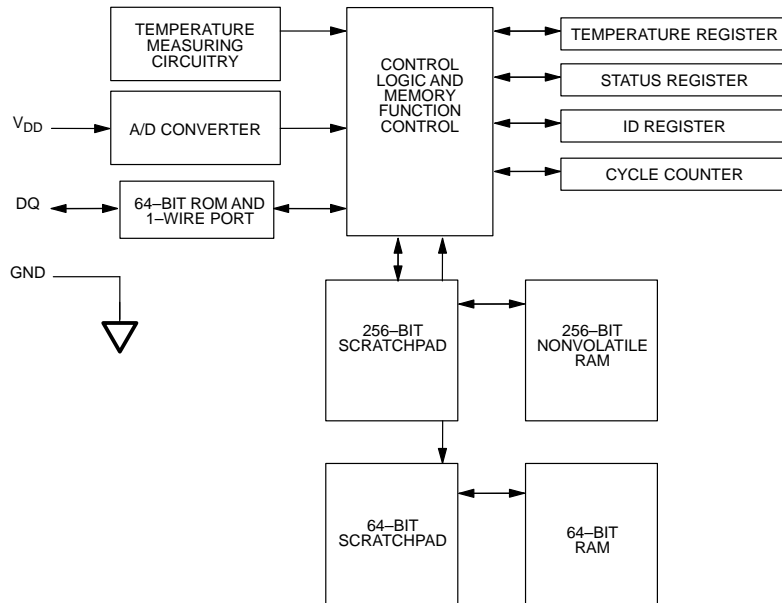 TEMPERATURE
MEASURING
CIRCUITRY
CONTROL
LOGIC AND
MEMORY
FUNCTION
CONTROL
TEMPERATURE REGISTER
STATUS REGISTER
ID REGISTER
CYCLE COUNTER
VDD
A/D CONVERTER
DQ
64–BIT ROM AND
1–WIRE PORT
GND
256–BIT
SCRATCHPAD
256–BIT
NONVOLATILE
RAM
64–BIT
SCRATCHPAD
64–BIT
RAM